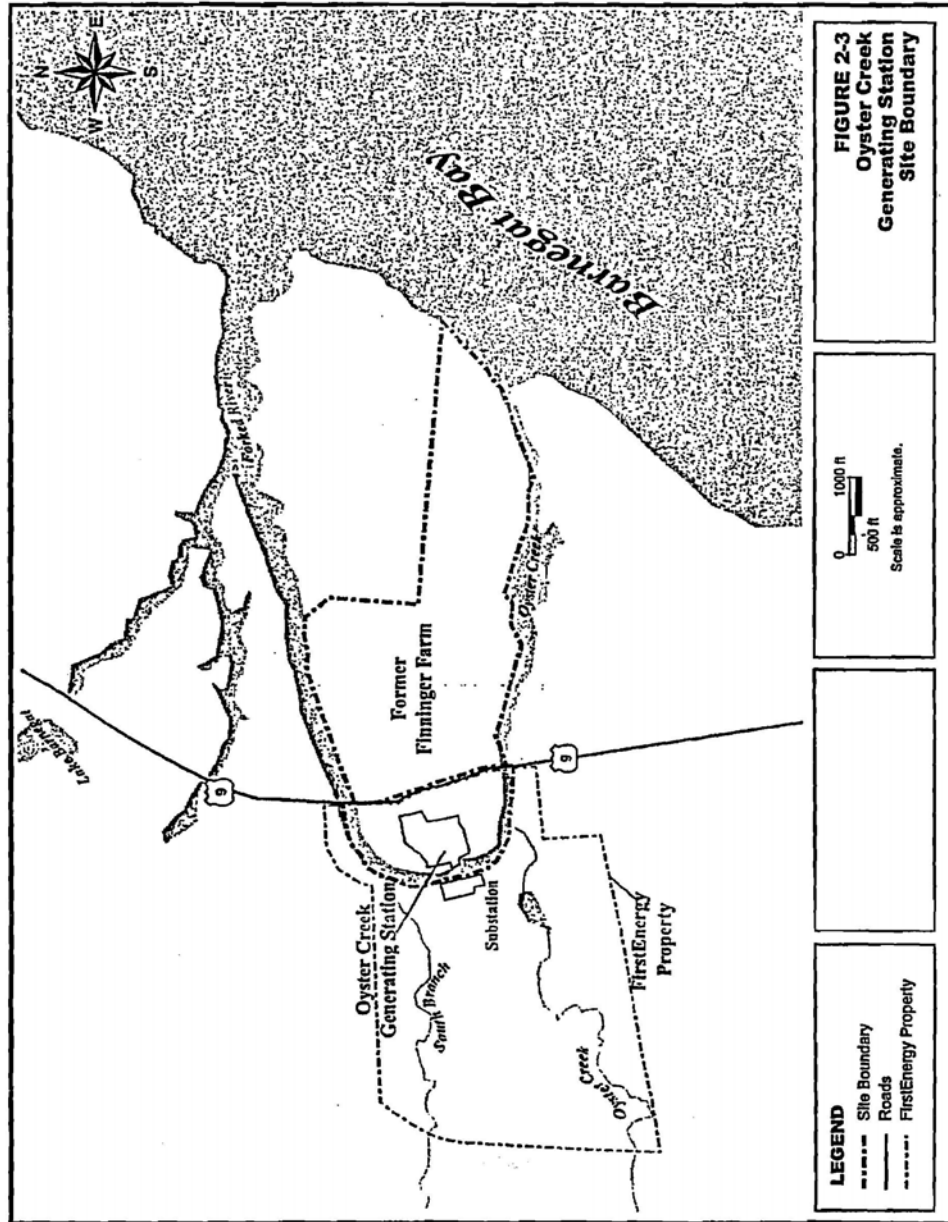 N
E
S
W
Lake Barnegat
9
Forked River
Barnegat Bay
Former
Finninger Farm
Oyster Creek
9
Oyster Creek
Generating Station
South Branch
Substation
FirstEnergy
Property
Oyster
Creek
LEGEND
Site Boundary
Roads
FirstEnergy Property
0
1000 ft
500 ft
Scale is approximate.
FIGURE 2-3
Oyster Creek
Generating Station
Site Boundary